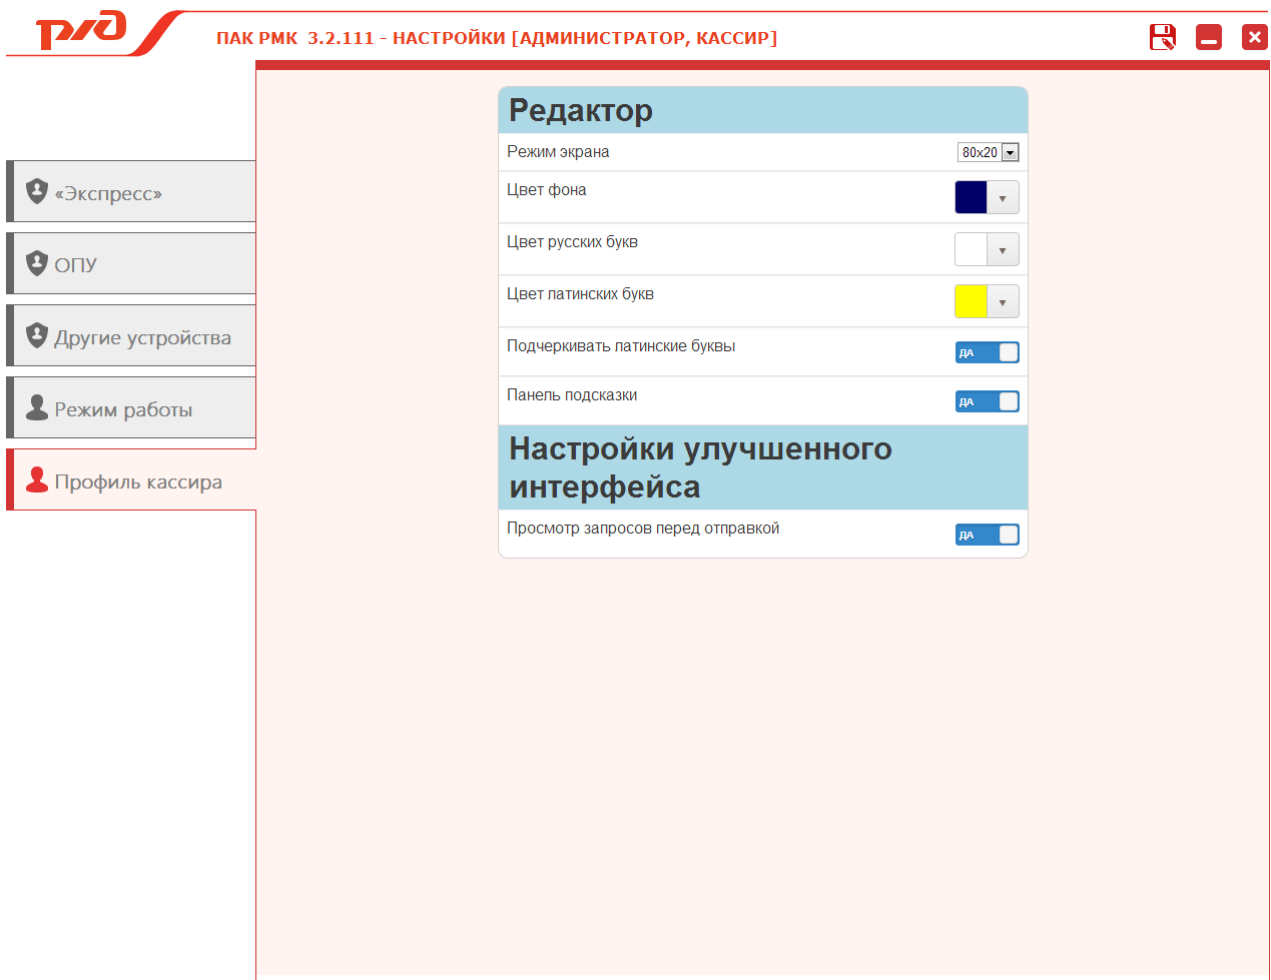 ржд
ПАК РМК 3.2.111 - НАСТРОЙКИ [АДМИНИСТРАТОР, КАССИР]
«Экспресс»
ОПУ
Другие устройства
Режим работы
Профиль кассира
Редактор
Режим экрана
80x20
Цвет фона
Цвет русских букв
Цвет латинских букв
Подчеркивать латинские буквы
ДА
Панель подсказки
ДА
Настройки улучшенного
интерфейса
Просмотр запросов перед отправкой
ДА